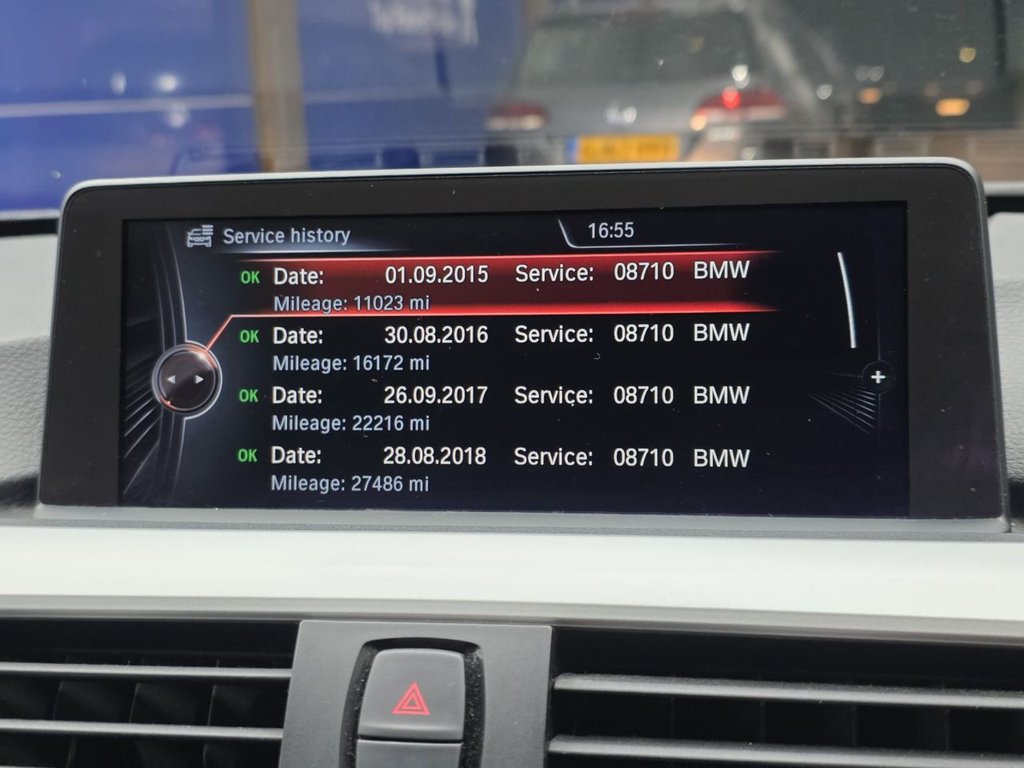 Service history 16:55
OK Date: 01.09.2015 Service: 08710 BMW
Mileage: 11023 mi
OK Date: 30.08.2016 Service: 08710 BMW
Mileage: 16172 mi
OK Date: 26.09.2017 Service: 08710 BMW
Mileage: 22216 mi
OK Date: 28.08.2018 Service: 08710 BMW
Mileage: 27486 mi